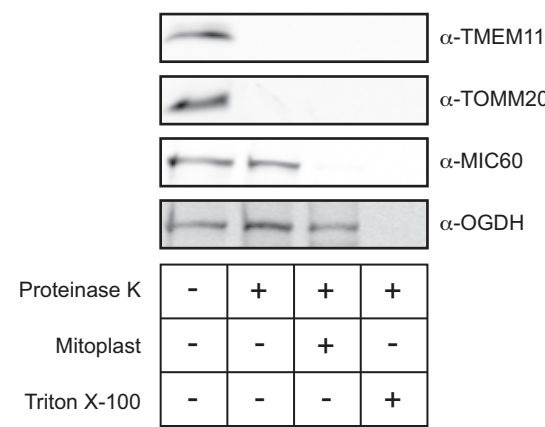 α-TMEM11
α-TOMM20
α-MIC60
α-OGDH
Proteinase K - + + +
Mitoplast - - + -
Triton X-100 - - - +